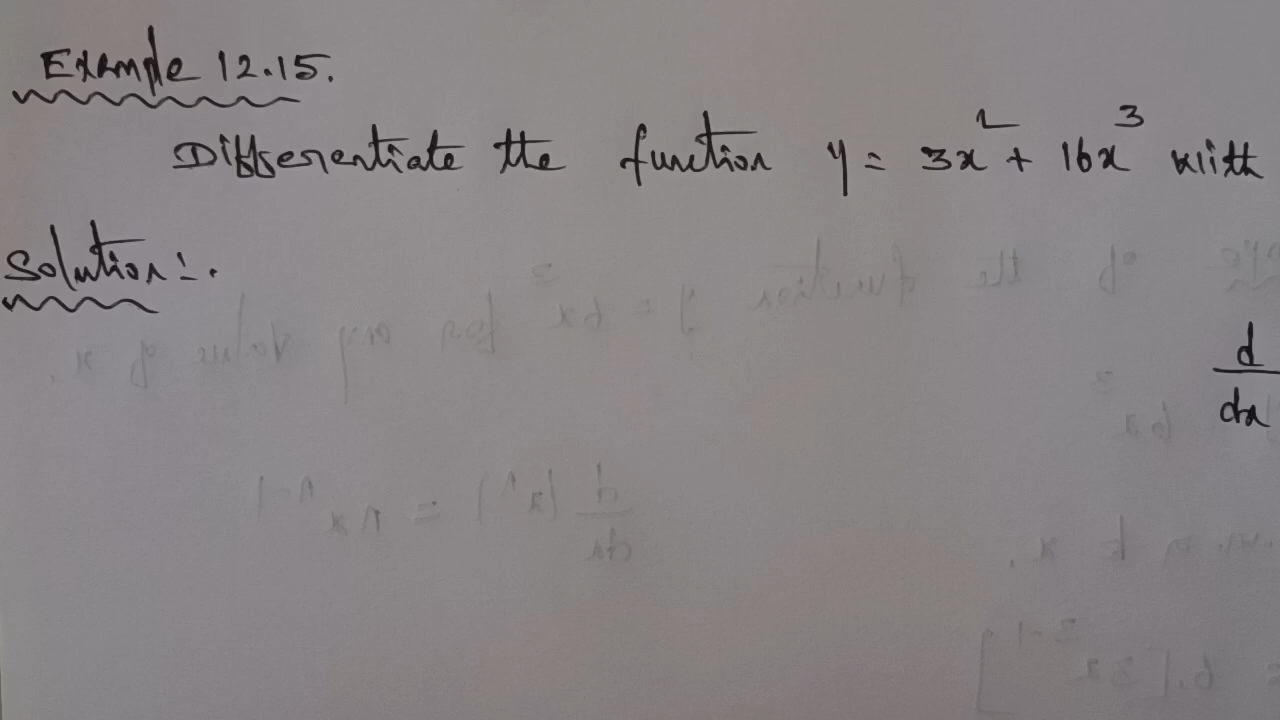 Example 12.15.
Differentiate the function y = 3x² + 16x³ with
Solution:.
d
dx